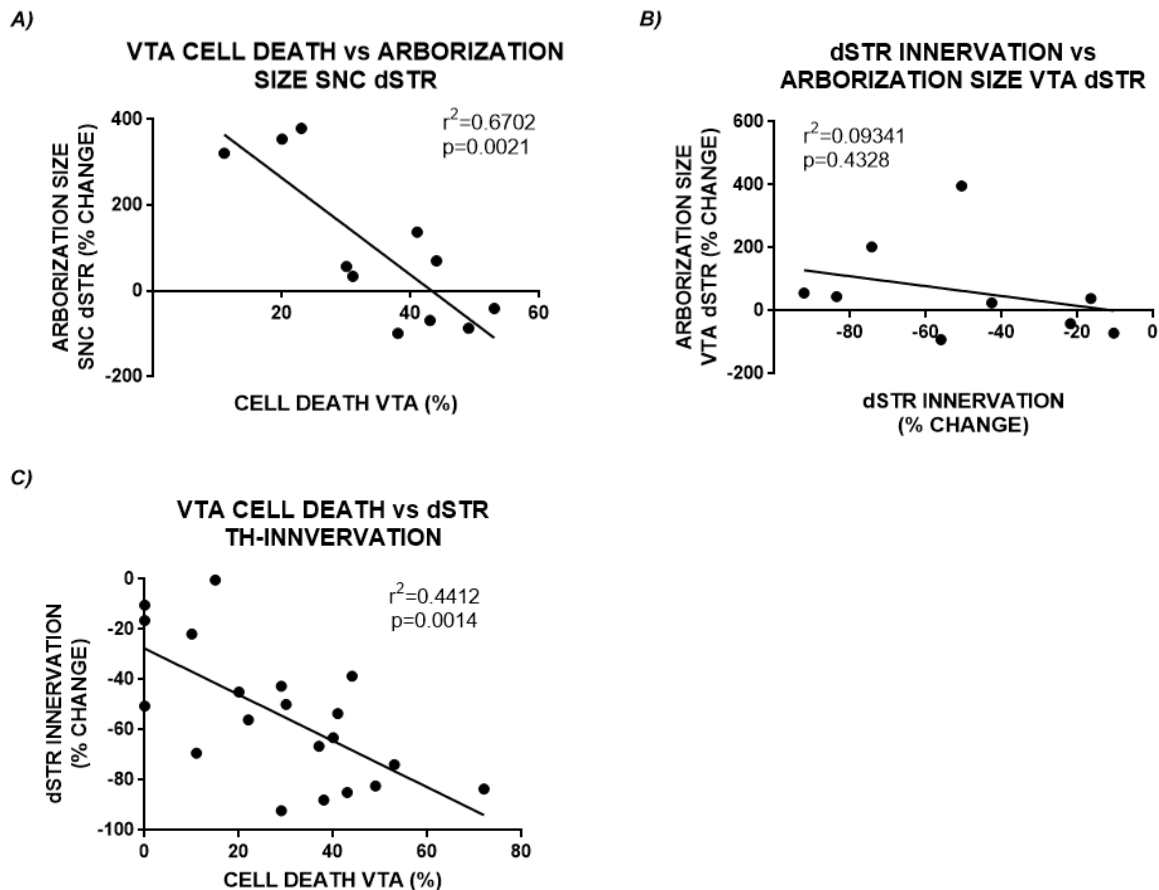 A)
VTA CELL DEATH vs ARBORIZATION
SIZE SNC dSTR
r²=0.6702
p=0.0021
ARBORIZATION SIZE
SNC dSTR (% CHANGE)
400
200
0
-200
20
40
60
CELL DEATH VTA (%)
B)
dSTR INNERVATION vs
ARBORIZATION SIZE VTA dSTR
r²=0.09341
p=0.4328
ARBORIZATION SIZE
VTA dSTR (% CHANGE)
600
400
200
0
-200
-80
-60
-40
-20
0
dSTR INNERVATION
(% CHANGE)
C)
VTA CELL DEATH vs dSTR
TH-INNVERVATION
r²=0.4412
p=0.0014
dSTR INNERVATION
(% CHANGE)
0
-20
-40
-60
-80
-100
0
20
40
60
80
CELL DEATH VTA (%)